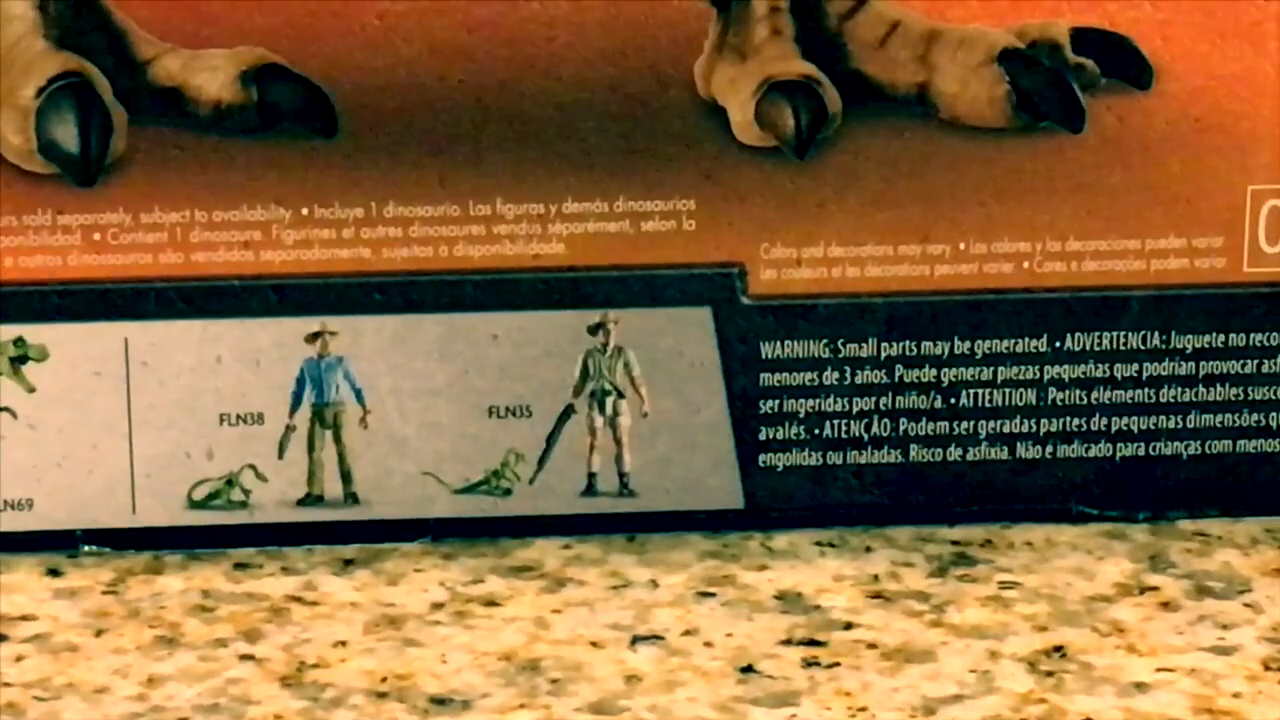 urs sold separately, subject to availability. • Incluye 1 dinosaurio. Las figuras y demás dinosaurios
ponibilidad. • Contient 1 dinosaure. Figurines et autres dinosaures vendus séparément, selon la
e outros dinossauros são vendidos separadamente, sujeitos à disponibilidade.
Colors and decorations may vary. • Los colores y las decoraciones pueden variar.
Les couleurs et les décorations peuvent varier. • Cores e decorações podem variar.
C
FLN38
FLN35
LN69
WARNING: Small parts may be generated. • ADVERTENCIA: Juguete no reco
menores de 3 años. Puede generar piezas pequeñas que podrían provocar asf
ser ingeridas por el niño/a. • ATTENTION : Petits éléments détachables susc
avalés. • ATENÇÃO: Podem ser geradas partes de pequenas dimensões q
engolidas ou inaladas. Risco de asfixia. Não é indicado para crianças com menos